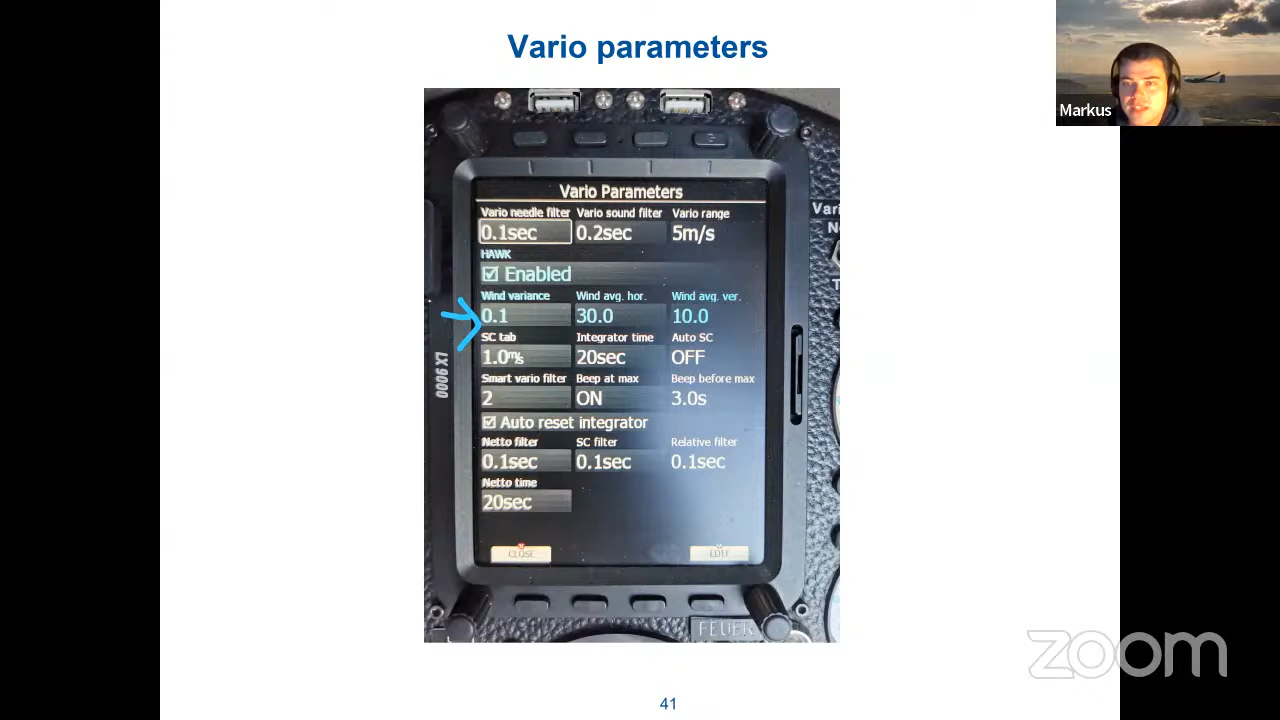 Vario parameters
Markus
Vario Parameters
Vario needle filter Vario sound filter Vario range
0.1sec 0.2sec 5m/s
HAWK
Enabled
Wind variance Wind avg. hor. Wind avg. ver.
0.1 30.0 10.0
SC tab Integrator time Auto SC
1.0m/s 20sec OFF
Smart vario filter Beep at max Beep before max
2 ON 3.0s
Auto reset integrator
Netto filter SC filter Relative filter
0.1sec 0.1sec 0.1sec
Netto time
20sec
CLOSE EDIT
LX 9000
Vari
N
T
FEUER
zoom
41